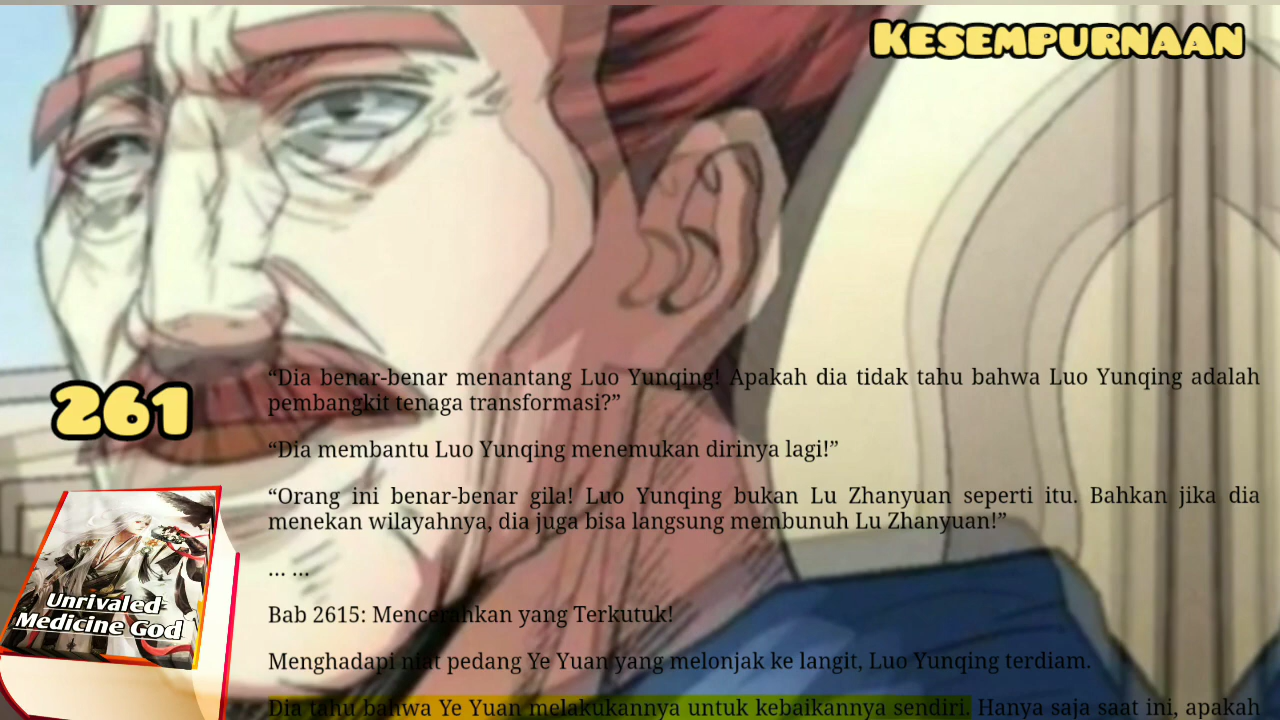 Kesempurnaan
“Dia benar-benar menantang Luo Yunqing! Apakah dia tidak tahu bahwa Luo Yunqing adalah
pembangkit tenaga transformasi?”
261
“Dia membantu Luo Yunqing menemukan dirinya lagi!”
“Orang ini benar-benar gila! Luo Yunqing bukan Lu Zhanyuan seperti itu. Bahkan jika dia
menekan wilayahnya, dia juga bisa langsung membunuh Lu Zhanyuan!”
... ...
Unrivaled
Medicine God
Bab 2615: Mencerahkan yang Terkutuk!
Menghadapi niat pedang Ye Yuan yang melonjak ke langit, Luo Yunqing terdiam.
Dia tahu bahwa Ye Yuan melakukannya untuk kebaikannya sendiri. Hanya saja saat ini, apakah